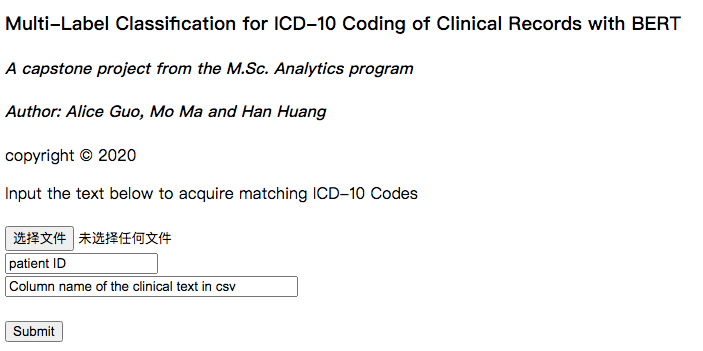 Multi-Label Classification for ICD-10 Coding of Clinical Records with BERT
A capstone project from the M.Sc. Analytics program
Author: Alice Guo, Mo Ma and Han Huang
copyright © 2020
Input the text below to acquire matching ICD-10 Codes
选择文件 未选择任何文件
patient ID
Column name of the clinical text in csv
Submit